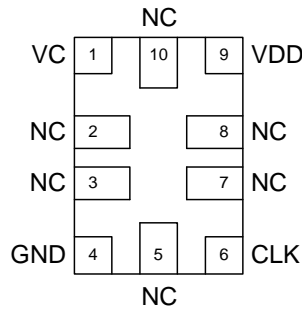 NC
VC 1 10 9 VDD
NC 2 8 NC
NC 3 7 NC
GND 4 5 6 CLK
NC